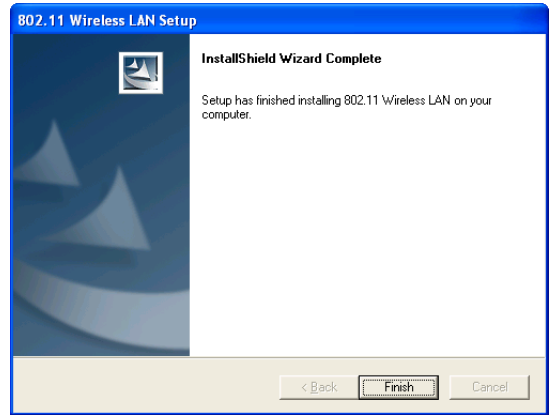 802.11 Wireless LAN Setup
InstallShield Wizard Complete
Setup has finished installing 802.11 Wireless LAN on your
computer.
< Back Finish Cancel